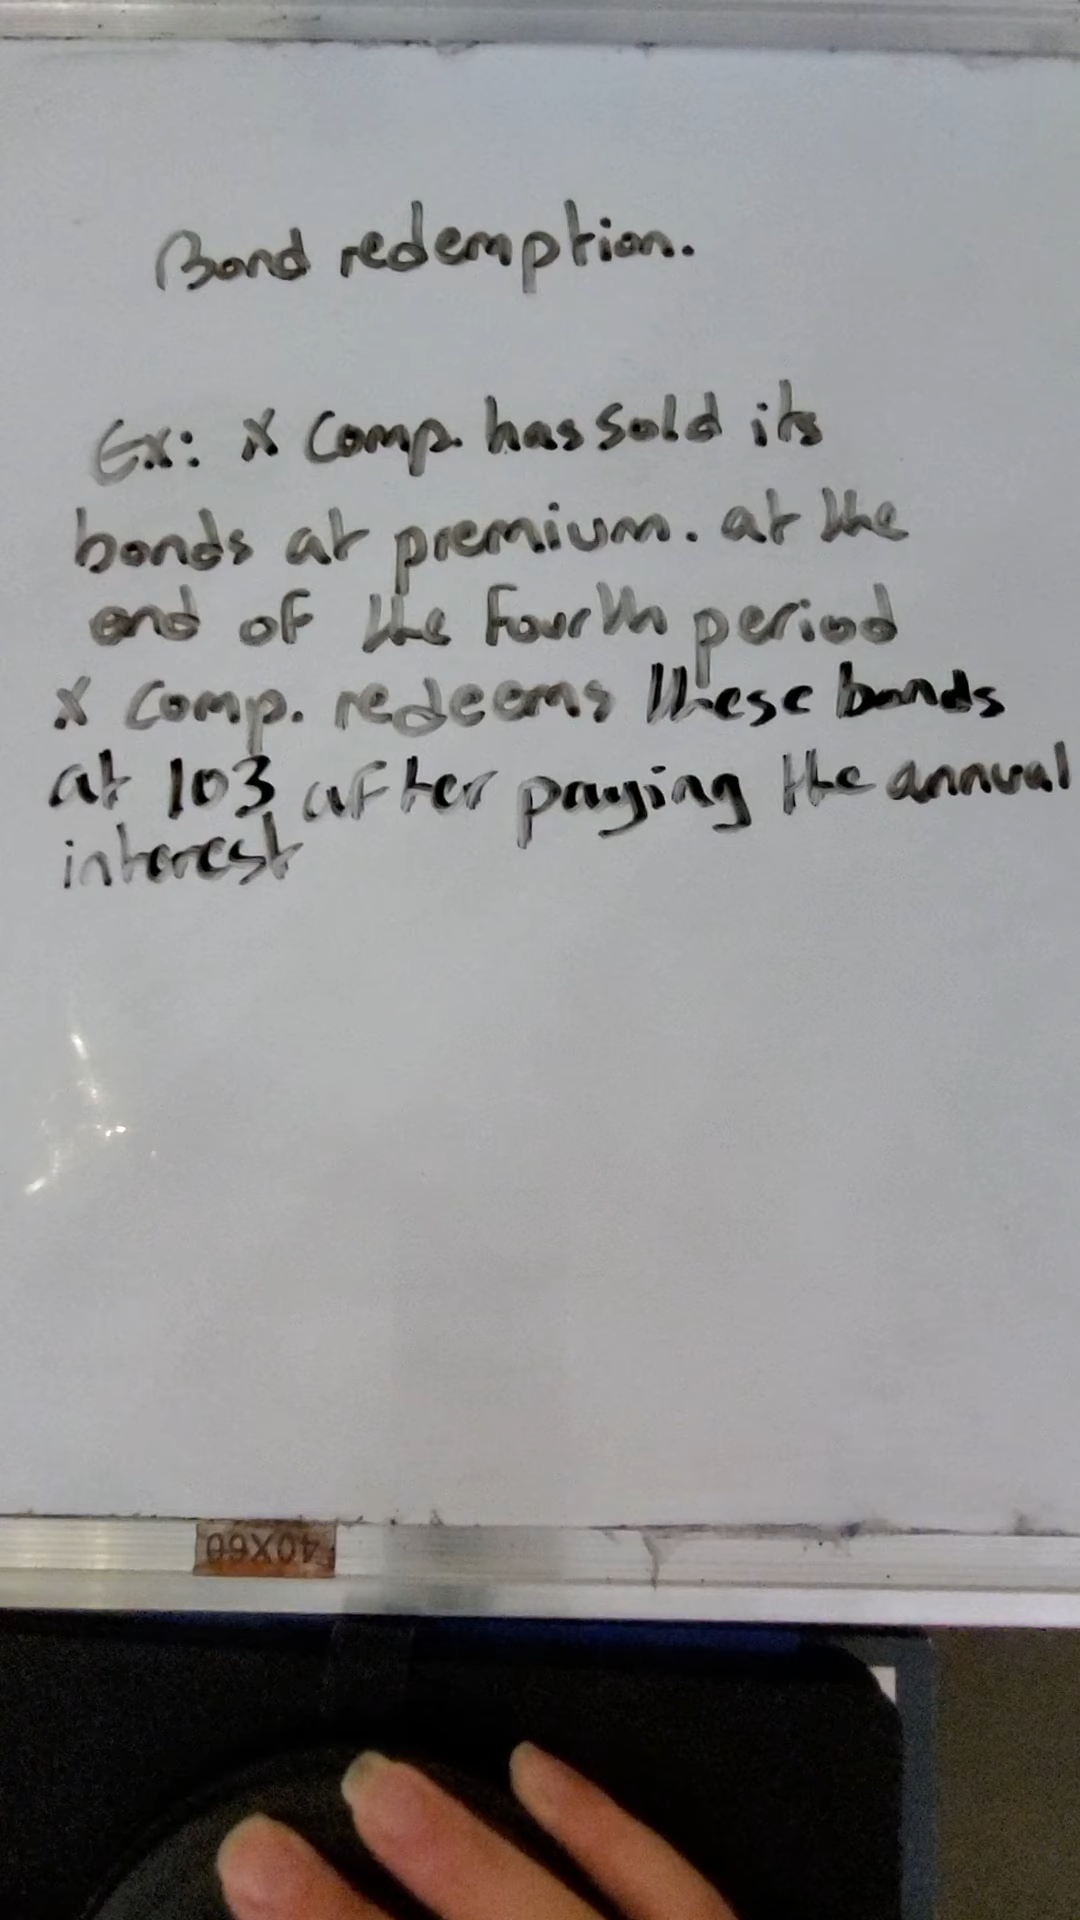 Bond redemption.
Ex: X Comp. has sold its
bonds at premium. at the
end of the fourth period
X comp. redeems these bonds
at 103 after paying the annual
interest
40X60